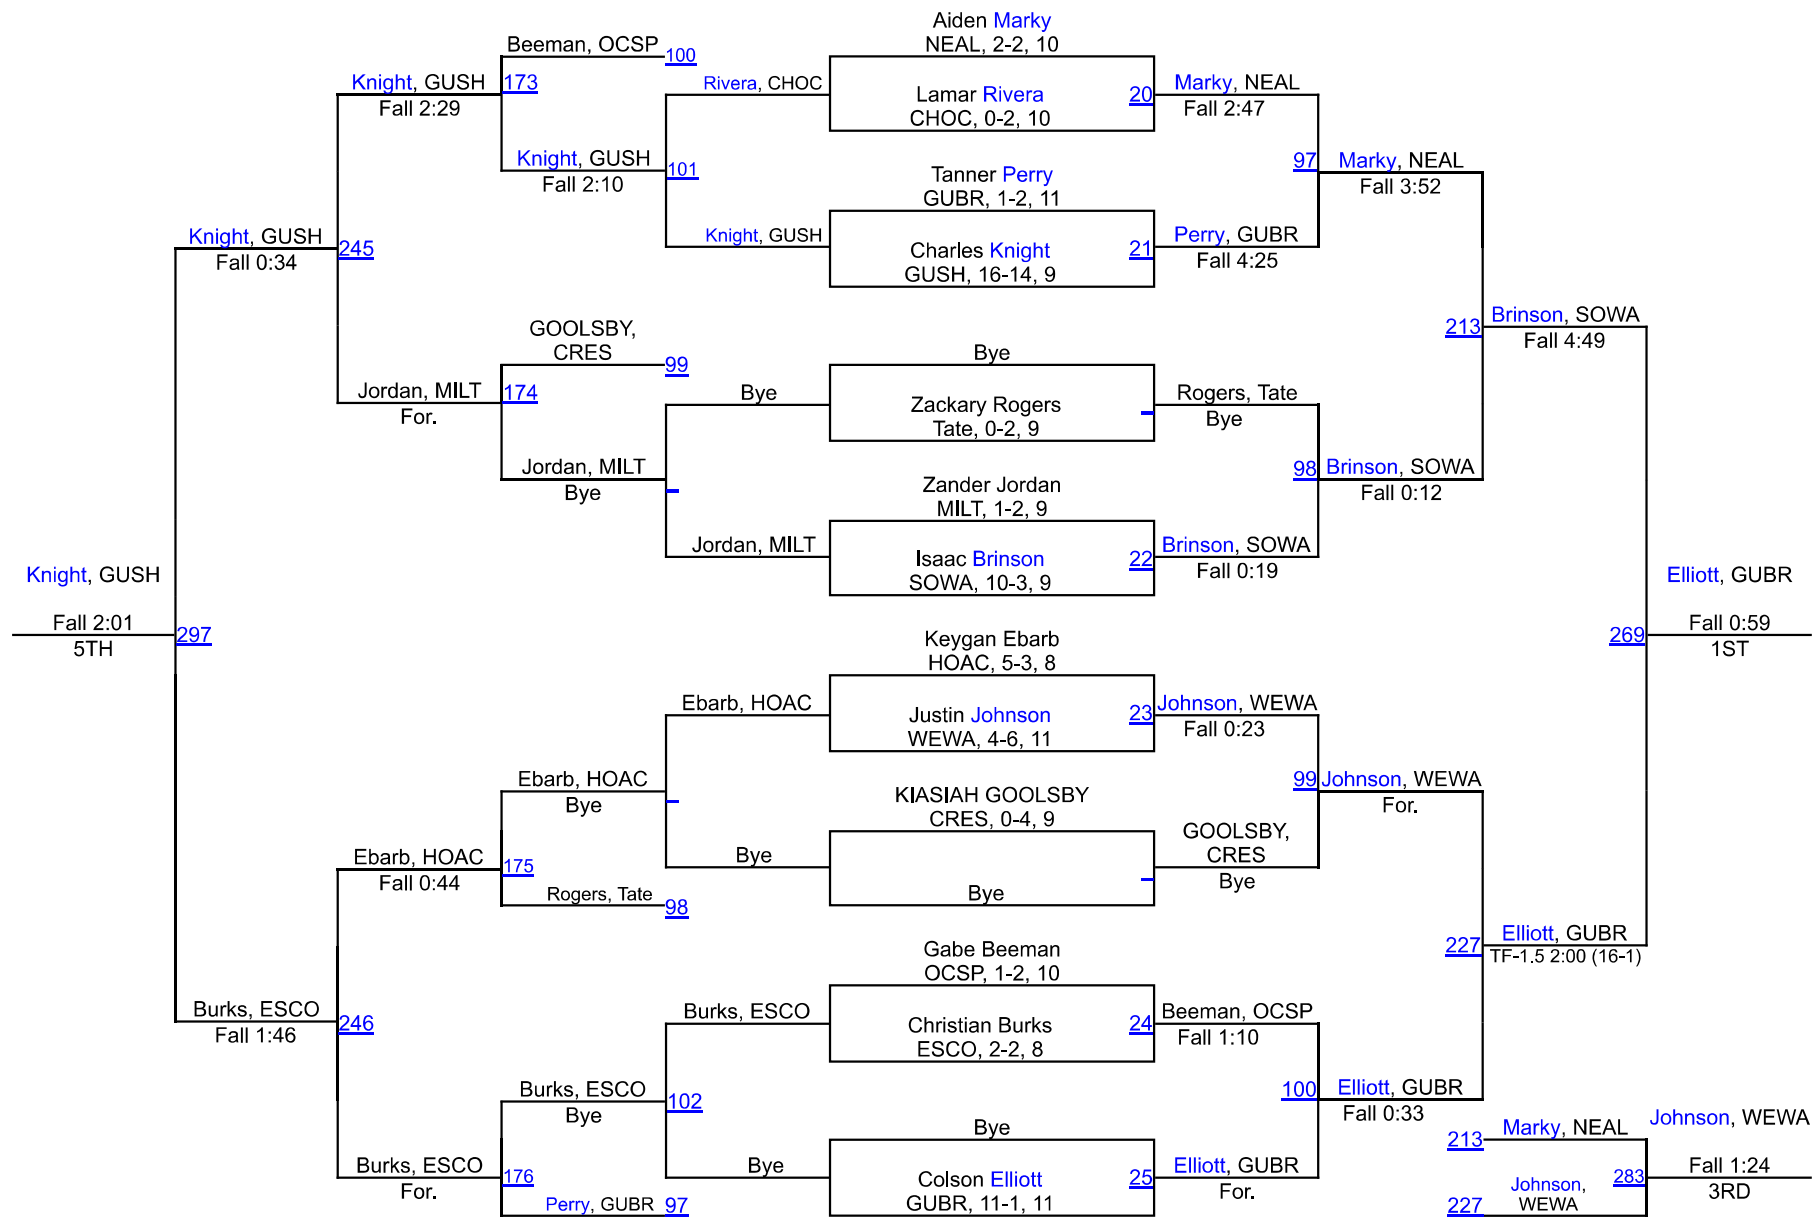 Aiden Marky
NEAL, 2-2, 10
Lamar Rivera
CHOC, 0-2, 10
20
Tanner Perry
GUBR, 1-2, 11
Charles Knight
GUSH, 16-14, 9
21
Bye
Zackary Rogers
Tate, 0-2, 9
Zander Jordan
MILT, 1-2, 9
Isaac Brinson
SOWA, 10-3, 9
22
Keygan Ebarb
HOAC, 5-3, 8
Justin Johnson
WEWA, 4-6, 11
23
KIASIAH GOOLSBY
CRES, 0-4, 9
Bye
Gabe Beeman
OCSP, 1-2, 10
Christian Burks
ESCO, 2-2, 8
24
Bye
Colson Elliott
GUBR, 11-1, 11
25
Marky, NEAL
Fall 2:47
97
Perry, GUBR
Fall 4:25
Rogers, Tate
Bye
98
Brinson, SOWA
Fall 0:19
Johnson, WEWA
Fall 0:23
99
GOOLSBY,
CRES
Bye
Beeman, OCSP
Fall 1:10
100
Elliott, GUBR
For.
Marky, NEAL
Fall 3:52
213
Brinson, SOWA
Fall 0:12
Johnson, WEWA
For.
227
Elliott, GUBR
Fall 0:33
Brinson, SOWA
Fall 4:49
269
Elliott, GUBR
TF-1.5 2:00 (16-1)
Elliott, GUBR
Fall 0:59
1ST
213
Marky, NEAL
227
Johnson,
WEWA
283
Johnson, WEWA
Fall 1:24
3RD
Rivera, CHOC
101
Knight, GUSH
Bye
Jordan, MILT
Ebarb, HOAC
Bye
Burks, ESCO
102
Bye
Beeman, OCSP
100
173
Knight, GUSH
Fall 2:10
GOOLSBY,
CRES
99
174
Jordan, MILT
Bye
Ebarb, HOAC
Bye
175
Rogers, Tate
98
Burks, ESCO
Bye
176
Perry, GUBR
97
Knight, GUSH
Fall 2:29
245
Jordan, MILT
For.
Ebarb, HOAC
Fall 0:44
246
Burks, ESCO
For.
Knight, GUSH
Fall 0:34
297
Burks, ESCO
Fall 1:46
Knight, GUSH
Fall 2:01
5TH